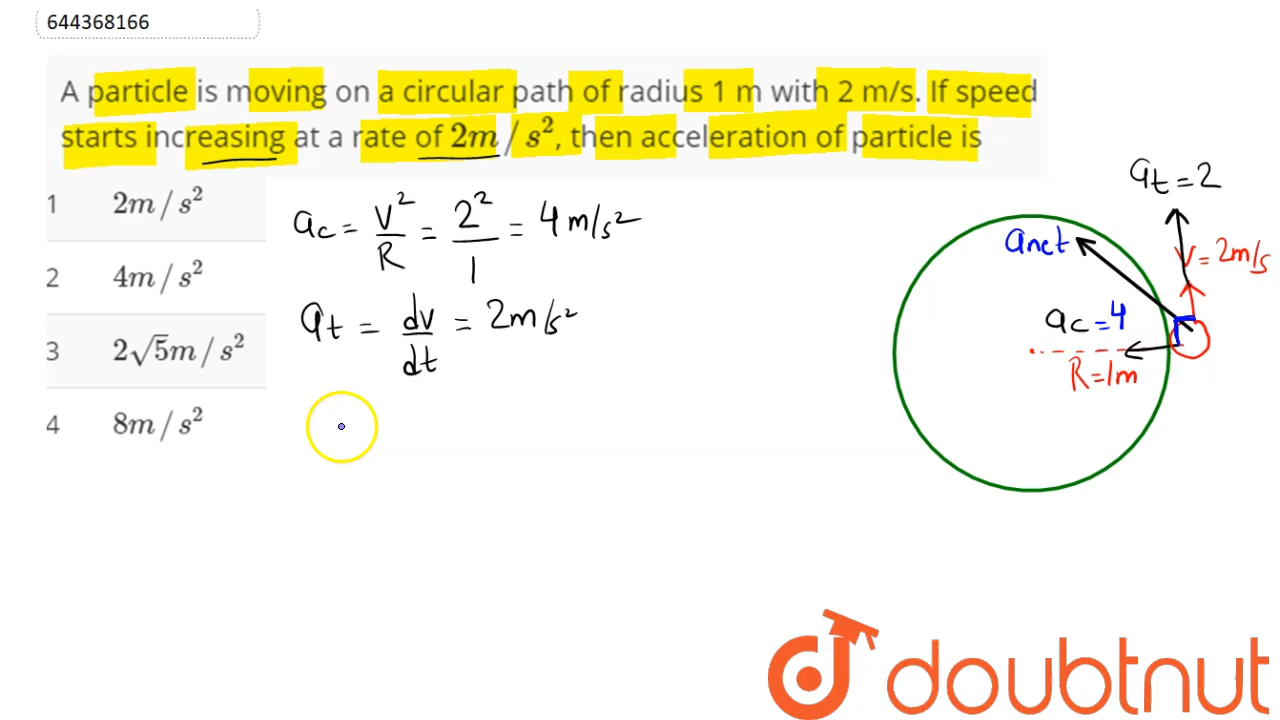 644368166
A particle is moving on a circular path of radius 1 m with 2 m/s. If speed
starts increasing at a rate of 2m/s², then acceleration of particle is
1 2m/s²
2 4m/s²
3 2√5m/s²
4 8m/s²
ac = V²/R = 2²/1 = 4 m/s²
at = dv/dt = 2m/s²
at = 2
anet
V = 2m/s
ac = 4
R = 1m
doubtnut